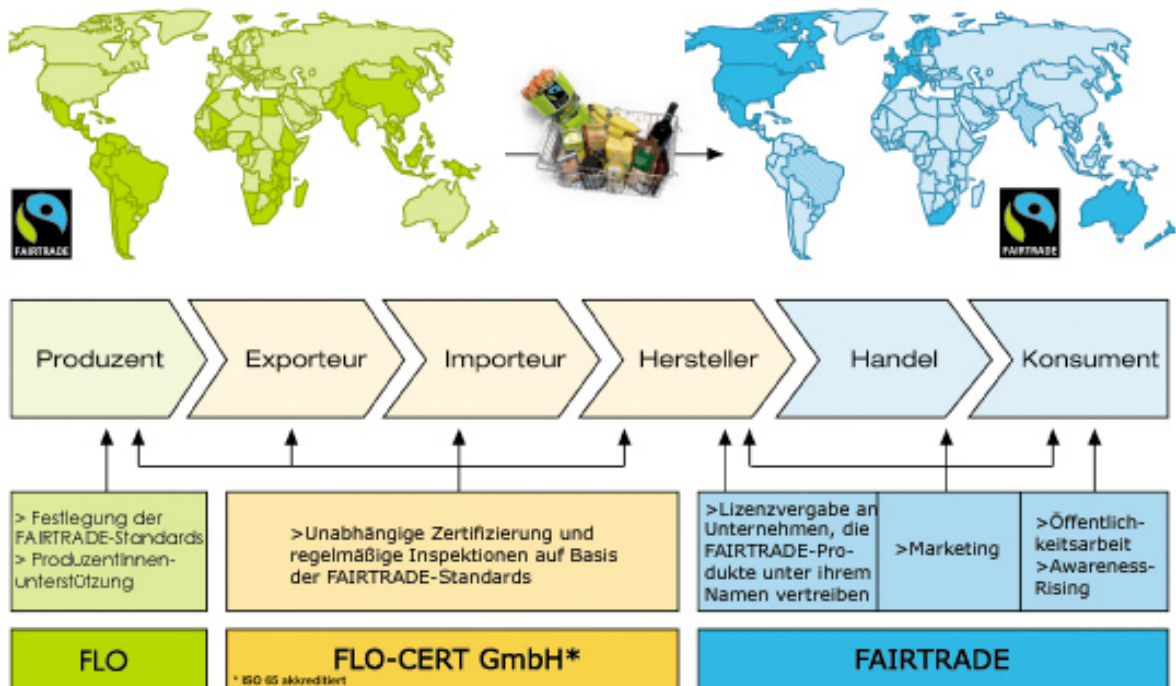 FAIRTRADE
FAIRTRADE
Produzent
Exporteur
Importeur
Hersteller
Handel
Konsument
> Festlegung der
FAIRTRADE-Standards
> ProduzentInnen-
unterstützung
>Unabhängige Zertifizierung und
regelmäßige Inspektionen auf Basis
der FAIRTRADE-Standards
>Lizenzvergabe an
Unternehmen, die
FAIRTRADE-Pro-
dukte unter ihrem
Namen vertreiben
>Marketing
>Öffentlich-
keitsarbeit
>Awareness-
Rising
FLO
FLO-CERT GmbH*
* ISO 65 akkreditiert
FAIRTRADE